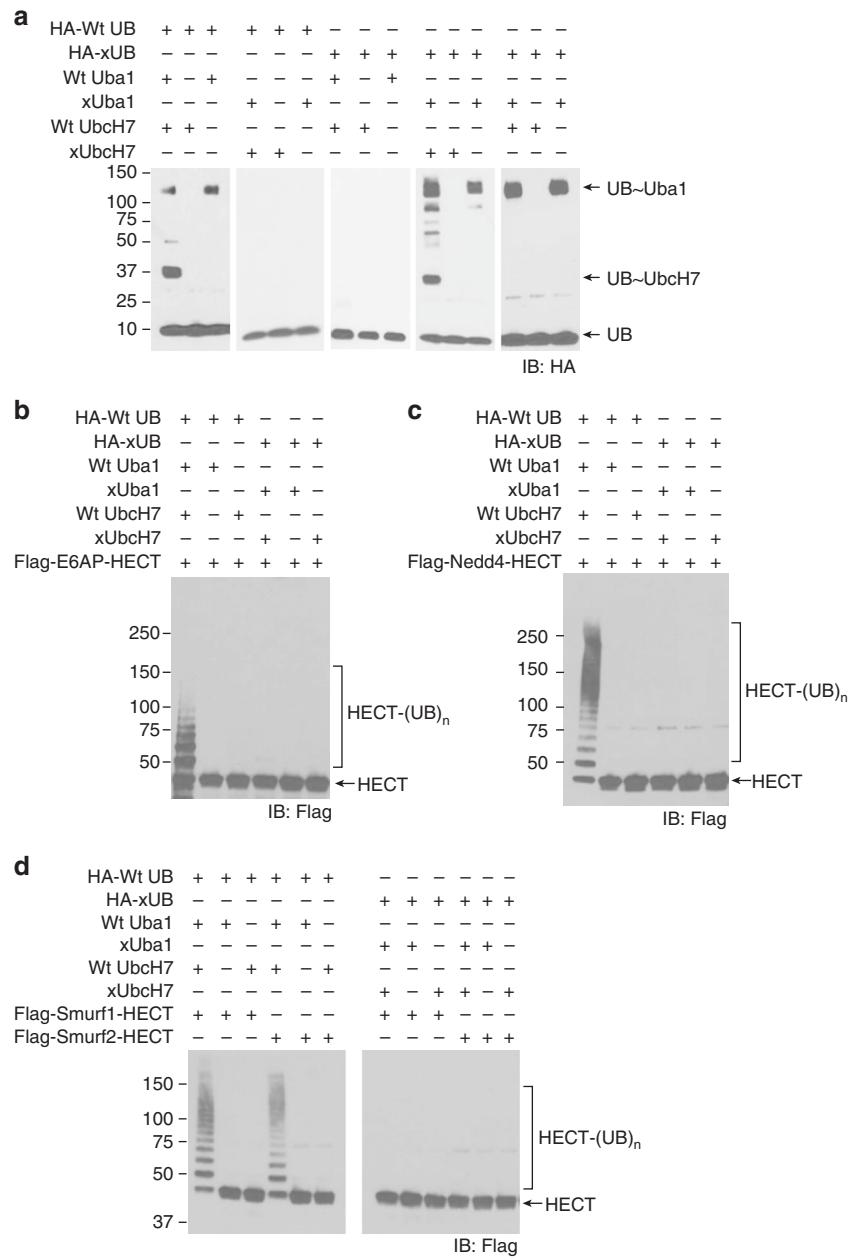 a
HA-Wt UB + + + − − − − − − − − − − − −
HA-xUB − − − − − − + + + + + + + + +
Wt Uba1 + − + − − − + − + − − − − − −
xUba1 − − − + − + − − − + − + + − +
Wt UbcH7 + + − − − − + + − − − − + + −
xUbcH7 − − − + + − − − − + + − − − −
150
100
75
50
37
25
10
UB~Uba1
UB~UbcH7
UB
IB: HA
b
HA-Wt UB + + + − − −
HA-xUB − − − + + +
Wt Uba1 + + − − − −
xUba1 − − − + + −
Wt UbcH7 + − + − − −
xUbcH7 − − − + − +
Flag-E6AP-HECT + + + + + +
250
150
100
75
50
HECT-(UB)n
HECT
IB: Flag
c
HA-Wt UB + + + − − −
HA-xUB − − − + + +
Wt Uba1 + + − − − −
xUba1 − − − + + −
Wt UbcH7 + − + − − −
xUbcH7 − − − + − +
Flag-Nedd4-HECT + + + + + +
250
150
100
75
50
HECT-(UB)n
HECT
IB: Flag
d
HA-Wt UB + + + + + + − − − − − −
HA-xUB − − − − − − + + + + + +
Wt Uba1 + + − + + − − − − − − −
xUba1 − − − − − − + + − + + −
Wt UbcH7 + − + + − + − − − − − −
xUbcH7 − − − − − − + − + + − +
Flag-Smurf1-HECT + + + − − − + + + − − −
Flag-Smurf2-HECT − − − + + + − − − + + +
150
100
75
50
37
HECT-(UB)n
HECT
IB: Flag